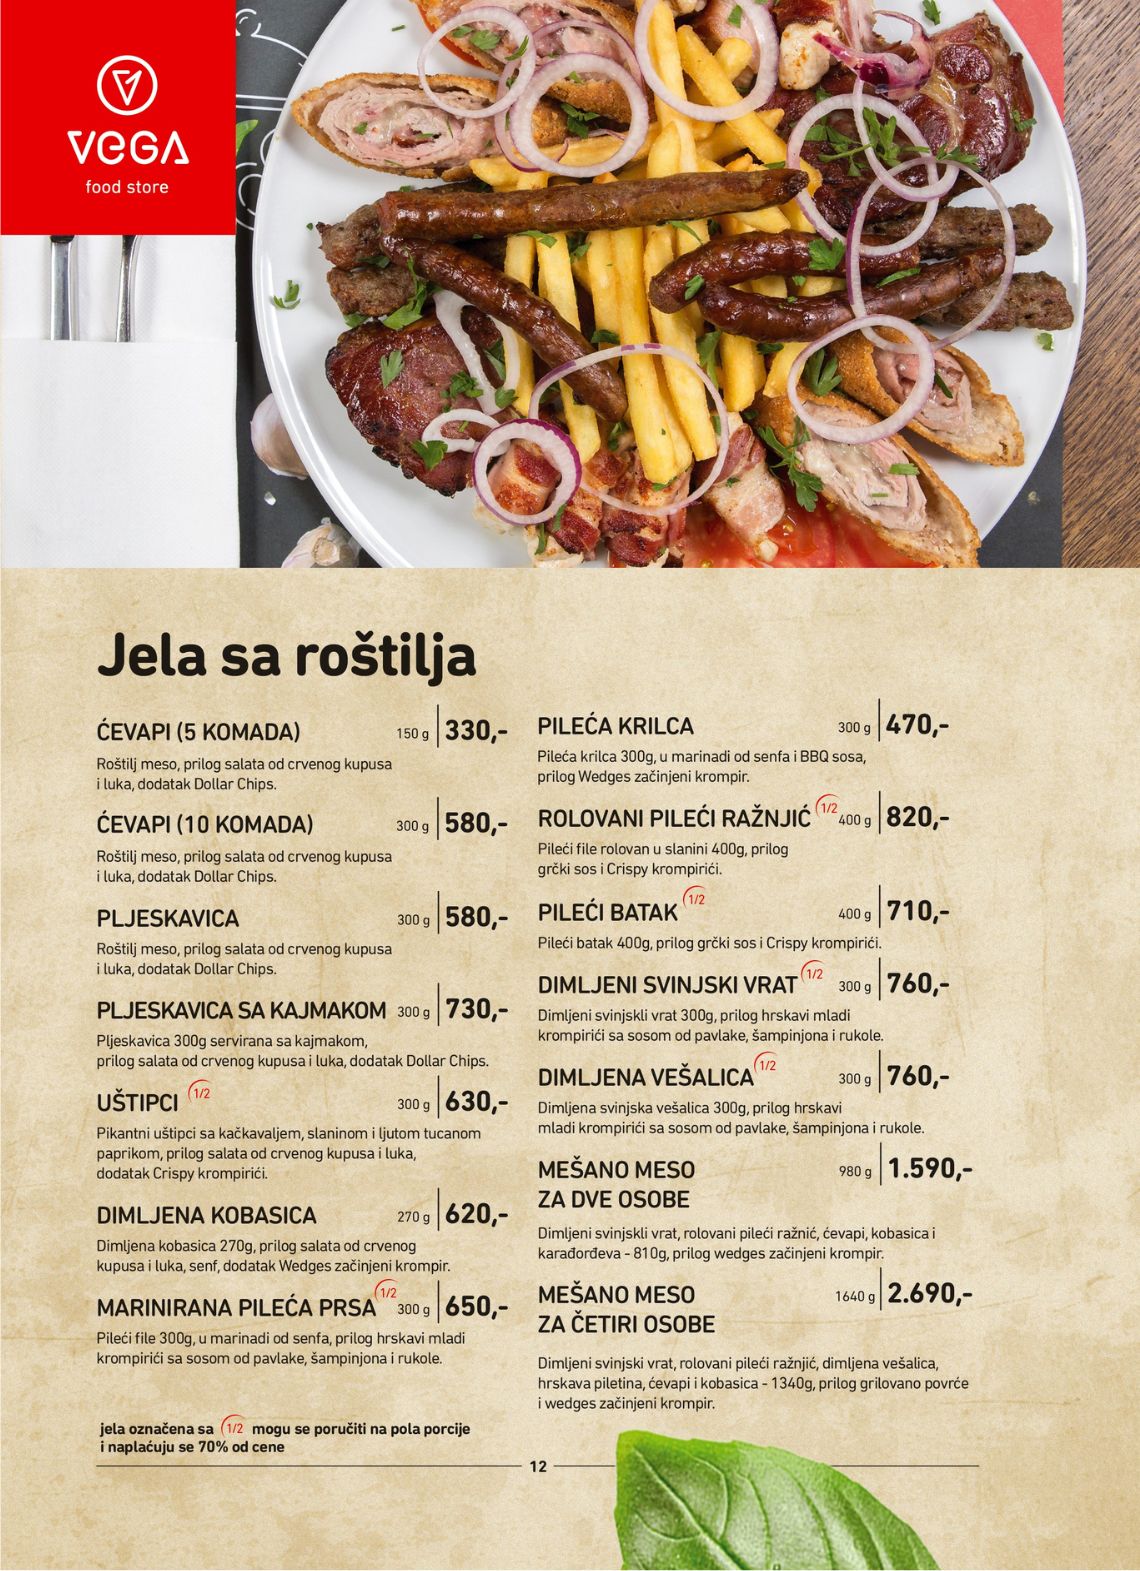 VEGA
food store
Jela sa roštilja
ĆEVAPI (5 KOMADA) 150 g 330,-
Roštilj meso, prilog salata od crvenog kupusa
i luka, dodatak Dollar Chips.
ĆEVAPI (10 KOMADA) 300 g 580,-
Roštilj meso, prilog salata od crvenog kupusa
i luka, dodatak Dollar Chips.
PLJESKAVICA 300 g 580,-
Roštilj meso, prilog salata od crvenog kupusa
i luka, dodatak Dollar Chips.
PLJESKAVICA SA KAJMAKOM 300 g 730,-
Pljeskavica 300g servirana sa kajmakom,
prilog salata od crvenog kupusa i luka, dodatak Dollar Chips.
UŠTIPCI 1/2 300 g 630,-
Pikantni uštipci sa kačkavaljem, slaninom i ljutom tucanom
paprikom, prilog salata od crvenog kupusa i luka,
dodatak Crispy krompirići.
DIMLJENA KOBASICA 270 g 620,-
Dimljena kobasica 270g, prilog salata od crvenog
kupusa i luka, senf, dodatak Wedges začinjeni krompir.
MARINIRANA PILEĆA PRSA 1/2 300 g 650,-
Pileći file 300g, u marinadi od senfa, prilog hrskavi mladi
krompirići sa sosom od pavlake, šampinjona i rukole.
jela označena sa 1/2 mogu se poručiti na pola porcije
i naplaćuju se 70% od cene
PILEĆA KRILCA 300 g 470,-
Pileća krilca 300g, u marinadi od senfa i BBQ sosa,
prilog Wedges začinjeni krompir.
ROLOVANI PILEĆI RAŽNJIĆ 1/2 400 g 820,-
Pileći file rolovan u slanini 400g, prilog
grčki sos i Crispy krompirići.
PILEĆI BATAK 1/2 400 g 710,-
Pileći batak 400g, prilog grčki sos i Crispy krompirići.
DIMLJENI SVINJSKI VRAT 1/2 300 g 760,-
Dimljeni svinjskli vrat 300g, prilog hrskavi mladi
krompirići sa sosom od pavlake, šampinjona i rukole.
DIMLJENA VEŠALICA 1/2 300 g 760,-
Dimljena svinjska vešalica 300g, prilog hrskavi
mladi krompirići sa sosom od pavlake, šampinjona i rukole.
MEŠANO MESO 980 g 1.590,-
ZA DVE OSOBE
Dimljeni svinjskli vrat, rolovani pileći ražnić, ćevapi, kobasica i
karađorđeva - 810g, prilog wedges začinjeni krompir.
MEŠANO MESO 1640 g 2.690,-
ZA ČETIRI OSOBE
Dimljeni svinjski vrat, rolovani pileći ražnjić, dimljena vešalica,
hrskava piletina, ćevapi i kobasica - 1340g, prilog grilovano povrće
i wedges začinjeni krompir.
12